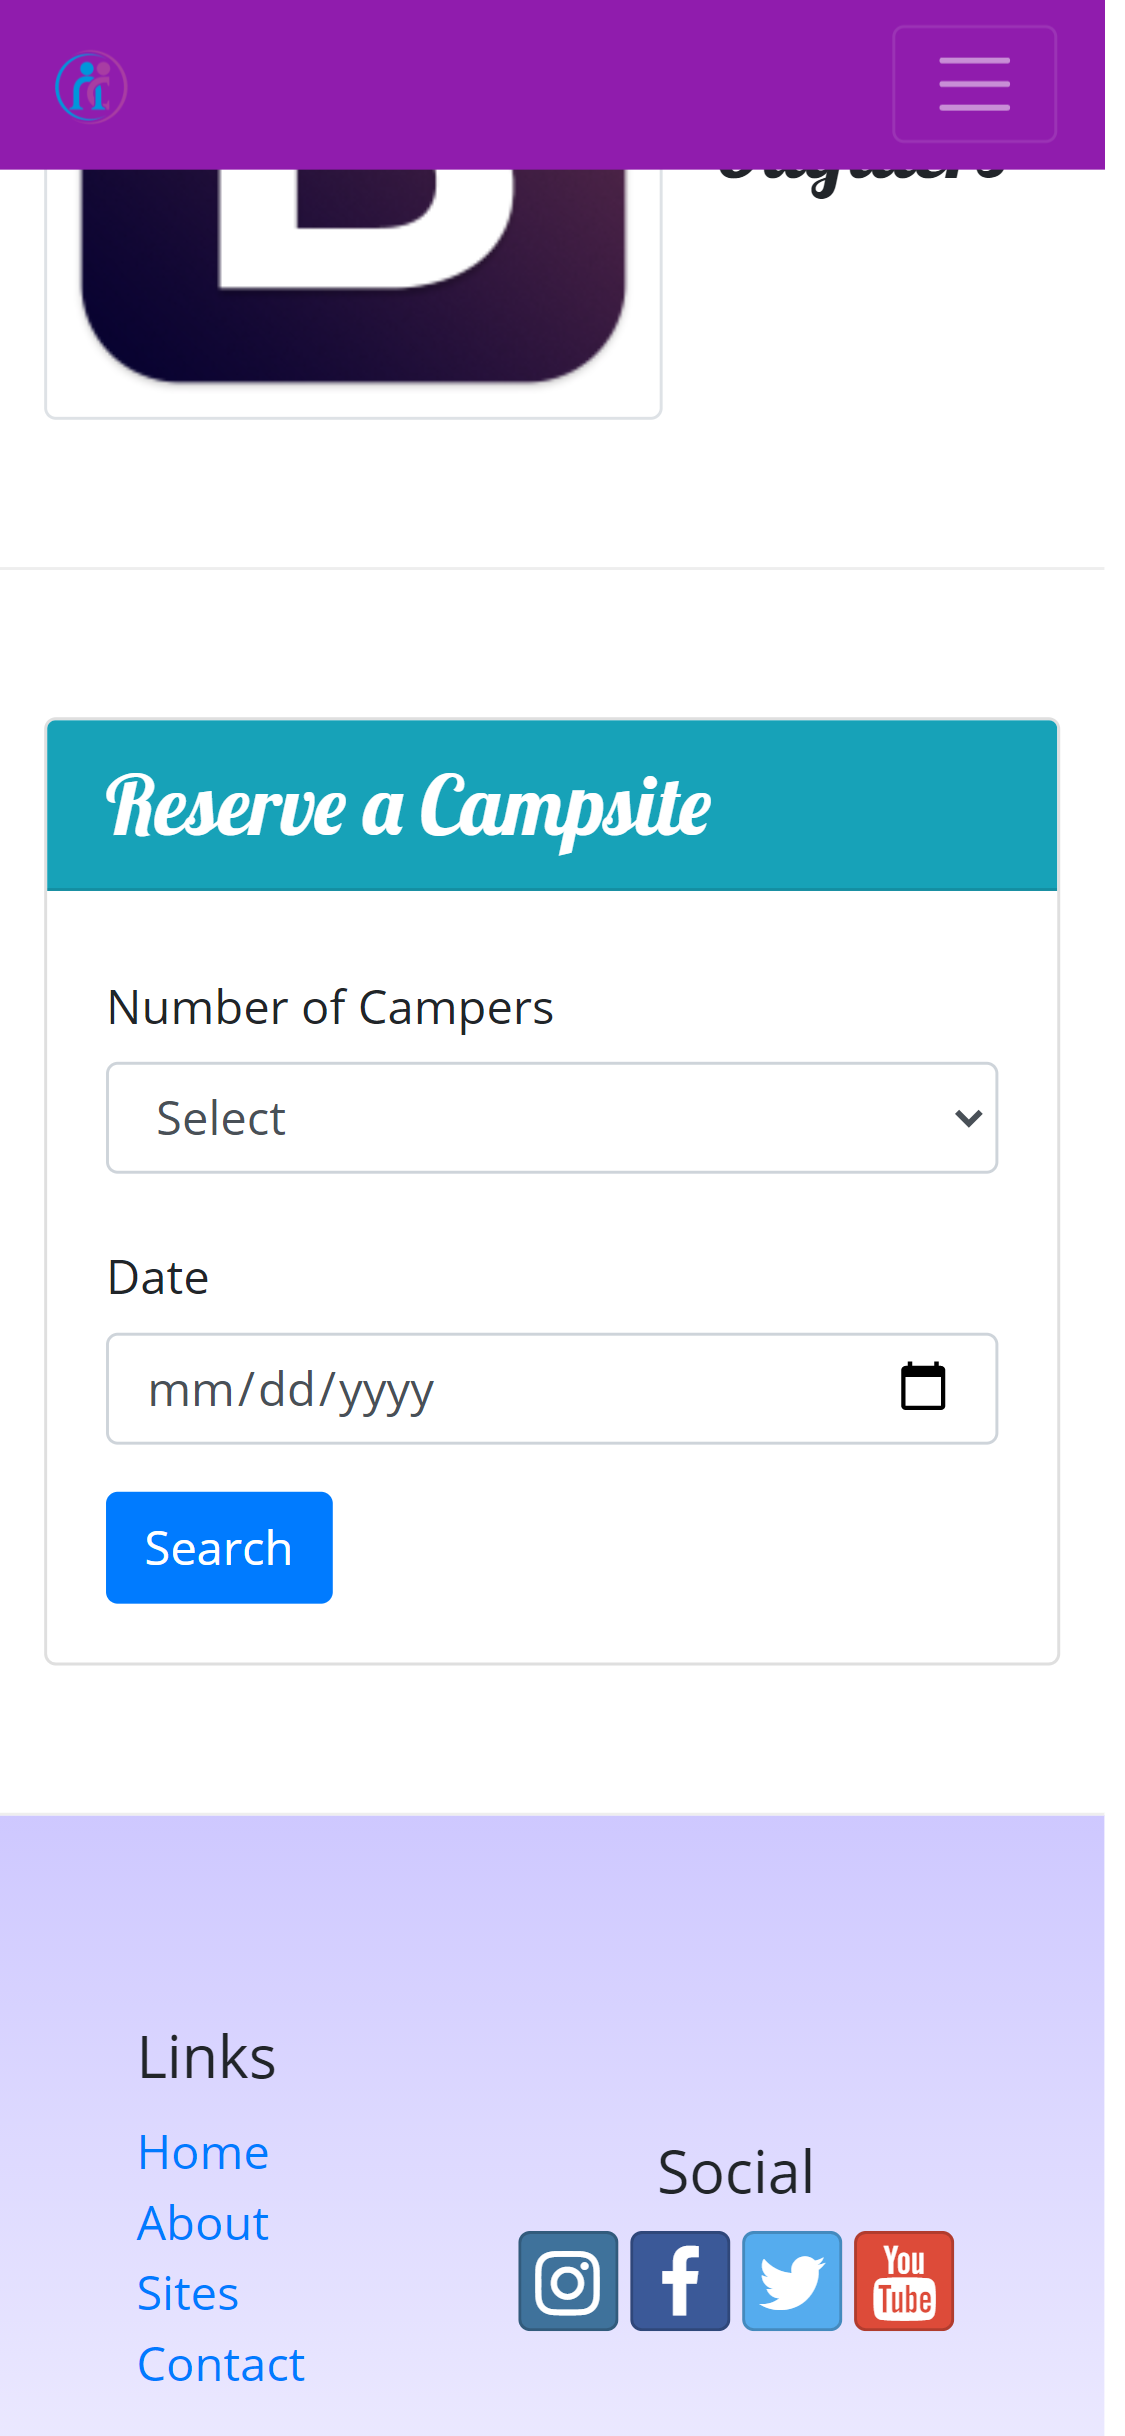 B
Reserve a Campsite
Number of Campers
Select
Date
mm/dd/yyyy
Search
Links
Home
About
Sites
Contact
Social
You
Tube